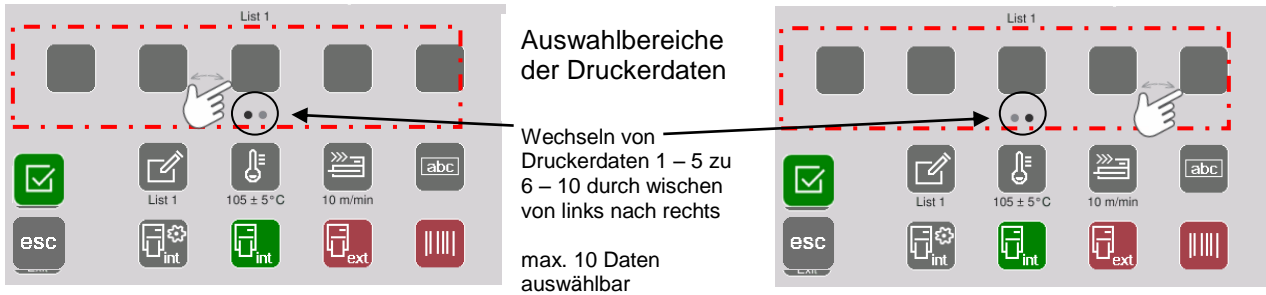 List 1
List 1
105 ± 5°C
10 m/min
abc
esc
int
int
ext
Auswahlbereiche
der Druckerdaten
Wechseln von
Druckerdaten 1 – 5 zu
6 – 10 durch wischen
von links nach rechts
max. 10 Daten
auswählbar
List 1
List 1
105 ± 5°C
10 m/min
abc
esc
Exit
int
int
ext